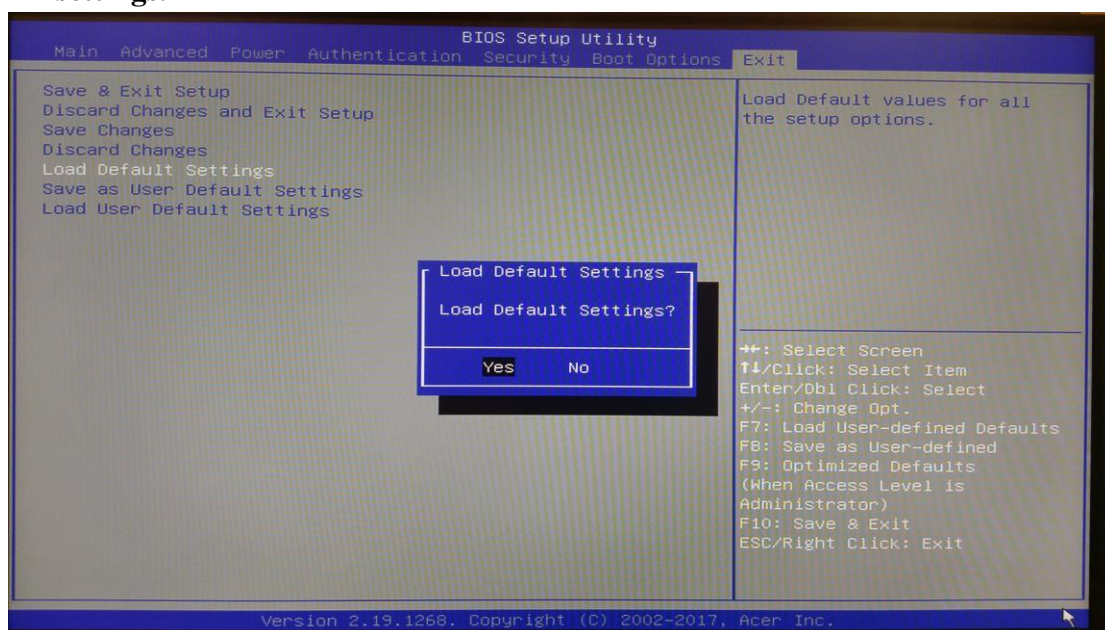 BIOS Setup Utility
Main Advanced Power Authentication Security Boot Options Exit
Save & Exit Setup
Discard Changes and Exit Setup
Save Changes
Discard Changes
Load Default Settings
Save as User Default Settings
Load User Default Settings
Load Default values for all
the setup options.
Load Default Settings
Load Default Settings?
Yes No
→←: Select Screen
↑↓/Click: Select Item
Enter/Dbl Click: Select
+/-: Change Opt.
F7: Load User-defined Defaults
F8: Save as User-defined
F9: Optimized Defaults
(When Access Level is
Administrator)
F10: Save & Exit
ESC/Right Click: Exit
Version 2.19.1268. Copyright (C) 2002-2017, Acer Inc.